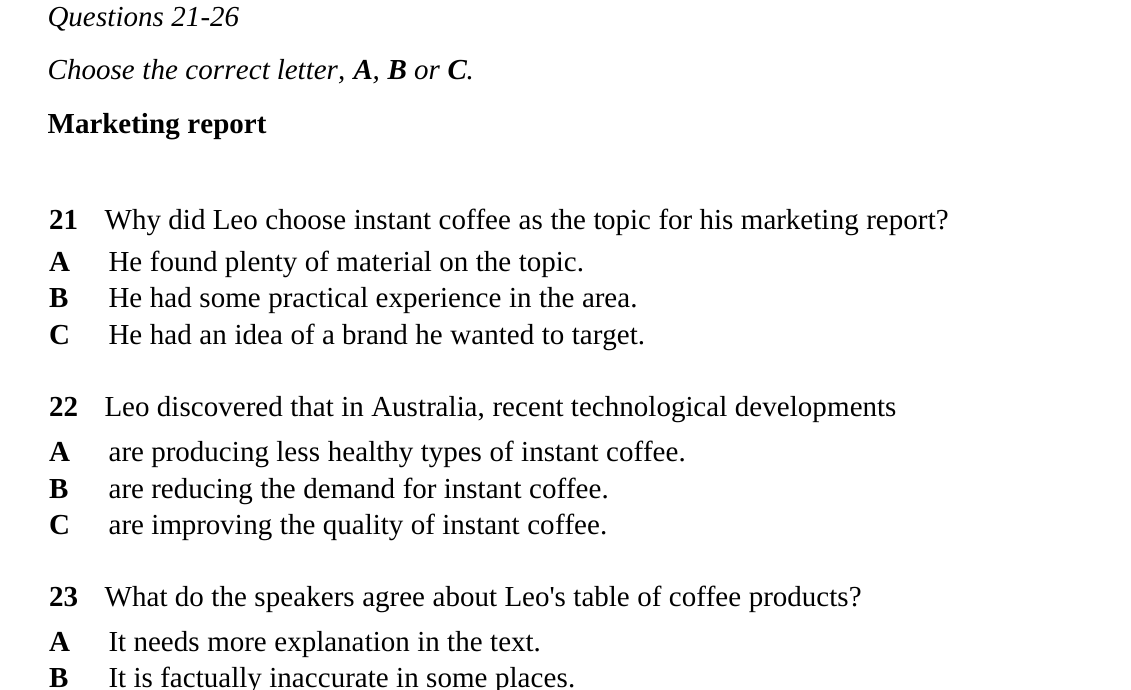 Questions 21-26
Choose the correct letter, A, B or C.
Marketing report
21 Why did Leo choose instant coffee as the topic for his marketing report?
A He found plenty of material on the topic.
B He had some practical experience in the area.
C He had an idea of a brand he wanted to target.
22 Leo discovered that in Australia, recent technological developments
A are producing less healthy types of instant coffee.
B are reducing the demand for instant coffee.
C are improving the quality of instant coffee.
23 What do the speakers agree about Leo's table of coffee products?
A It needs more explanation in the text.
B It is factually inaccurate in some places.